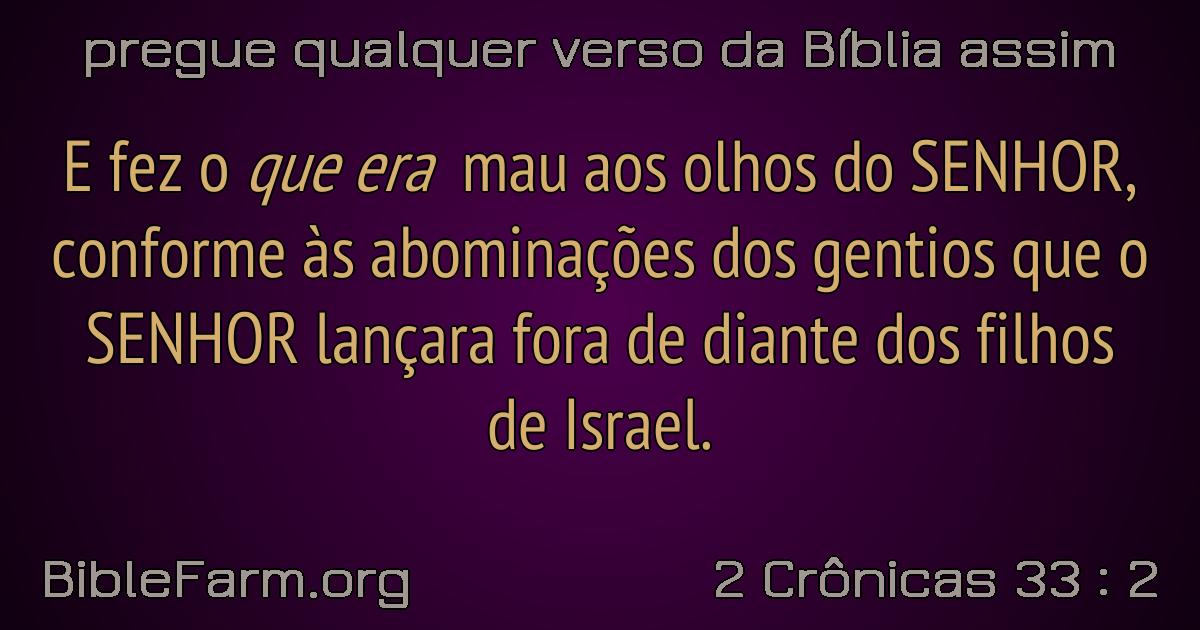 pregue qualquer verso da Bíblia assim
E fez o que era mau aos olhos do SENHOR,
conforme às abominações dos gentios que o
SENHOR lançara fora de diante dos filhos
de Israel.
BibleFarm.org
2 Crônicas 33 : 2